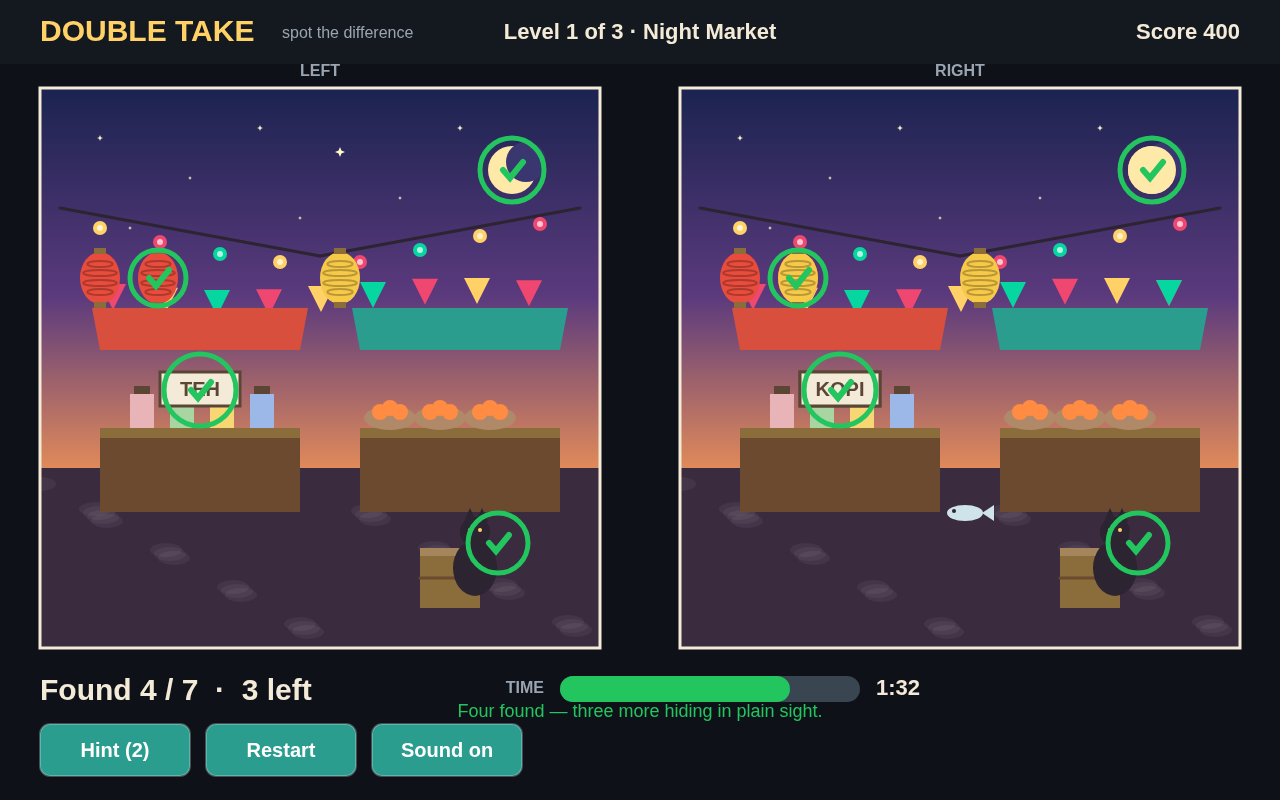 DOUBLE TAKE
spot the difference
Level 1 of 3 · Night Market
Score 400
LEFT
RIGHT
TEH
KOPI
Found 4 / 7 · 3 left
TIME
1:32
Four found — three more hiding in plain sight.
Hint (2)
Restart
Sound on